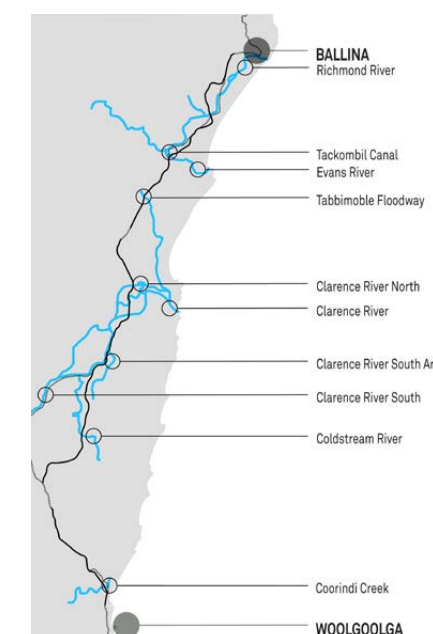 BALLINA
Richmond River
Tackombil Canal
Evans River
Tabbimoble Floodway
Clarence River North
Clarence River
Clarence River South Ar
Clarence River South
Coldstream River
Coorindi Creek
WOOLGOOLGA